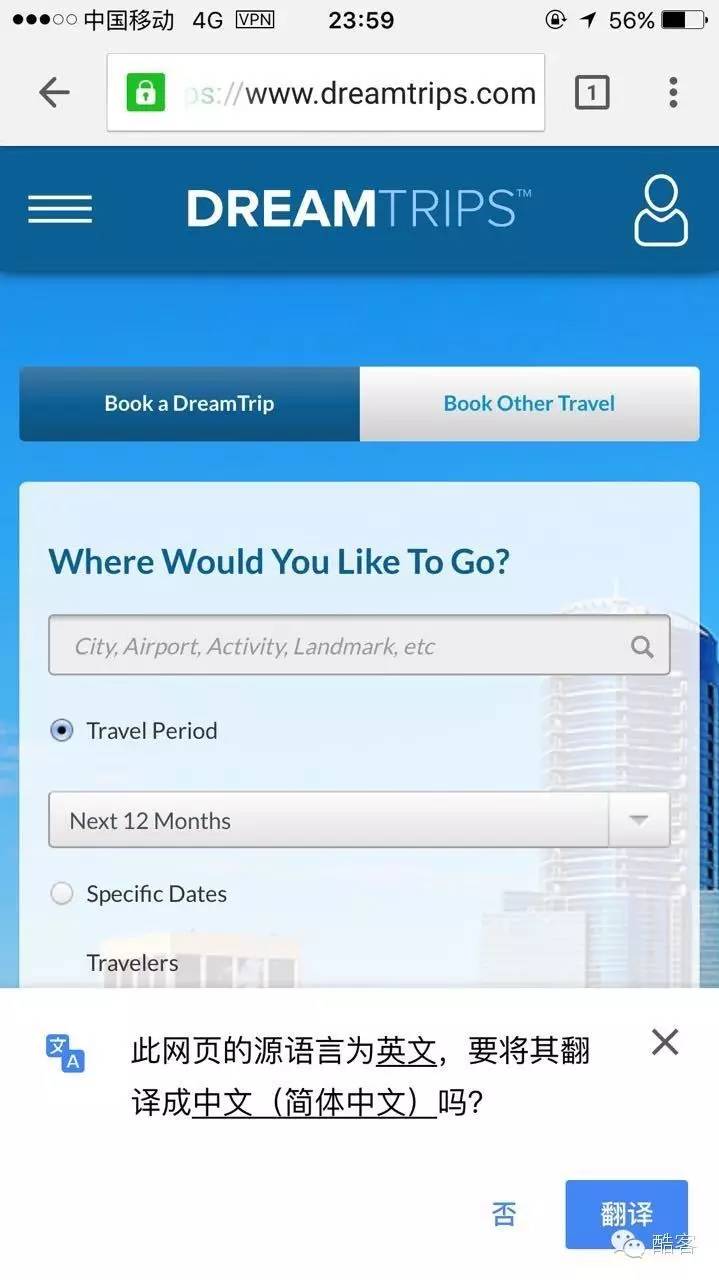 中国移动 4G VPN 23:59 56%
ps://www.dreamtrips.com 1
DREAMTRIPS™
Book a DreamTrip Book Other Travel
Where Would You Like To Go?
City, Airport, Activity, Landmark, etc
Travel Period
Next 12 Months
Specific Dates
Travelers
此网页的源语言为英文，要将其翻
译成中文（简体中文）吗？
否 翻译
酷客